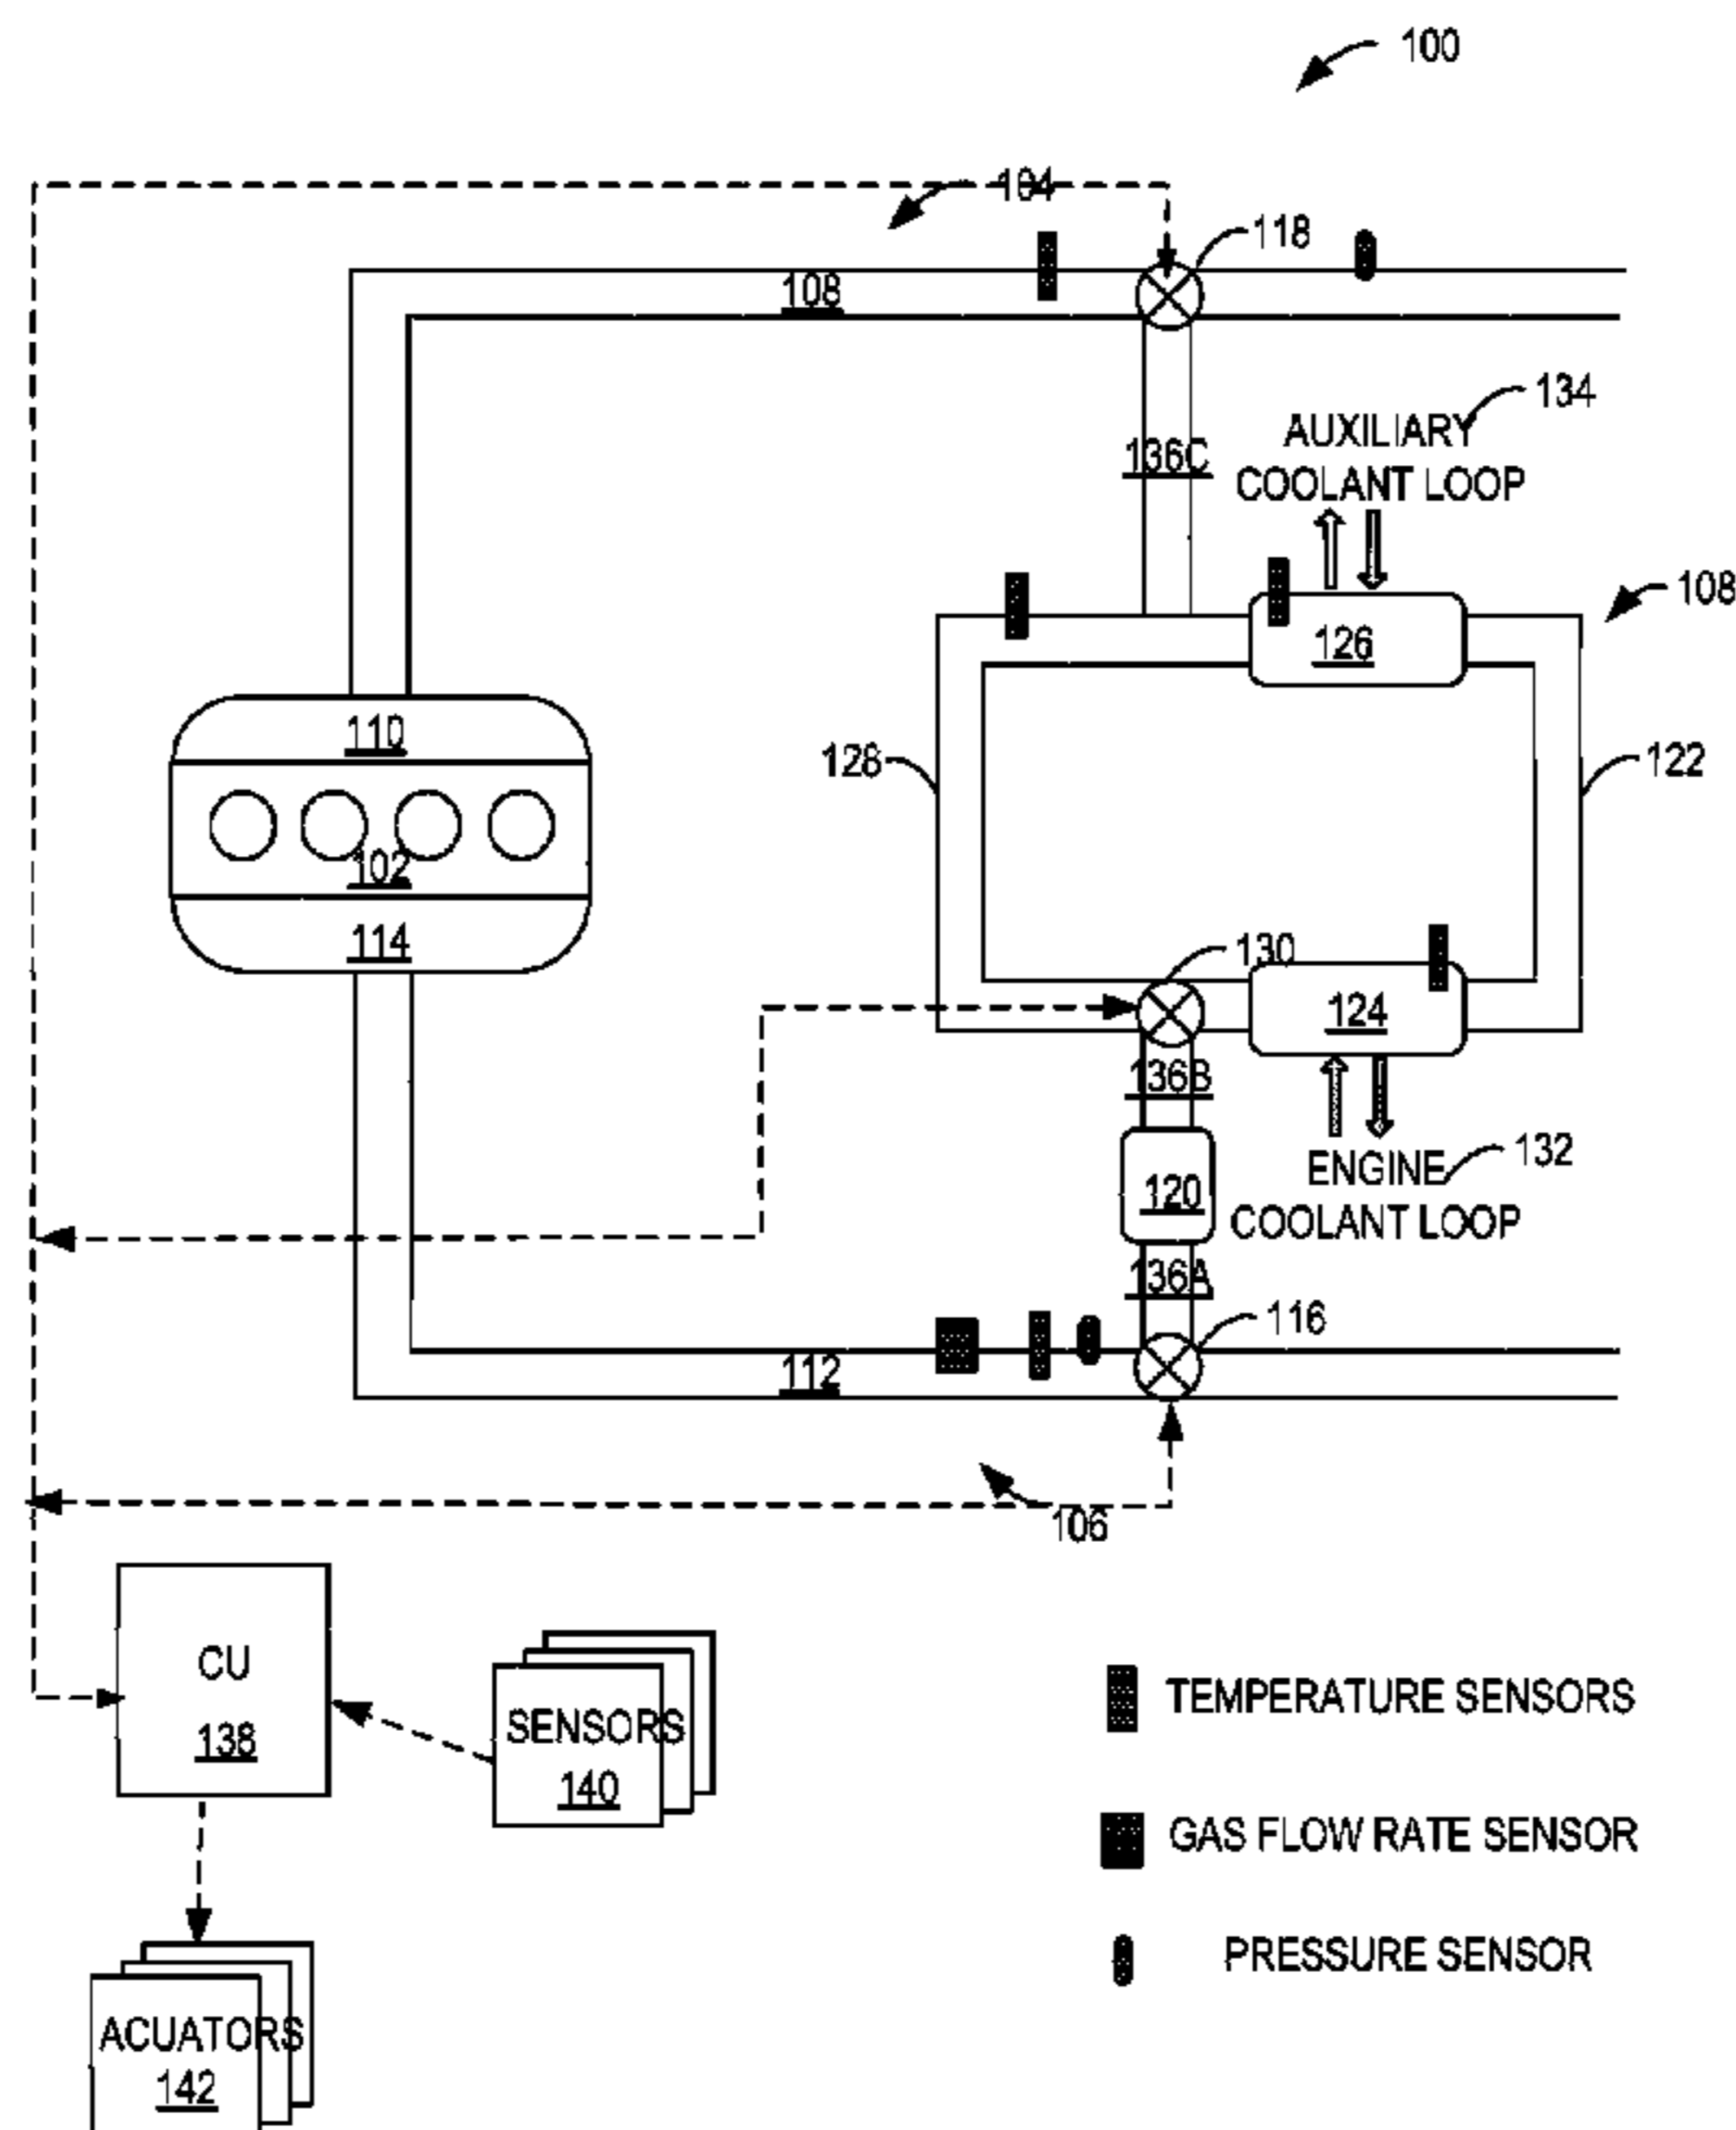 100
104
118
108
134
AUXILIARY
COOLANT LOOP
136C
108
126
110
128
122
102
114
130
124
136B
132
ENGINE
COOLANT LOOP
120
136A
116
112
106
CU
138
SENSORS
140
TEMPERATURE SENSORS
GAS FLOW RATE SENSOR
PRESSURE SENSOR
ACUATORS
142